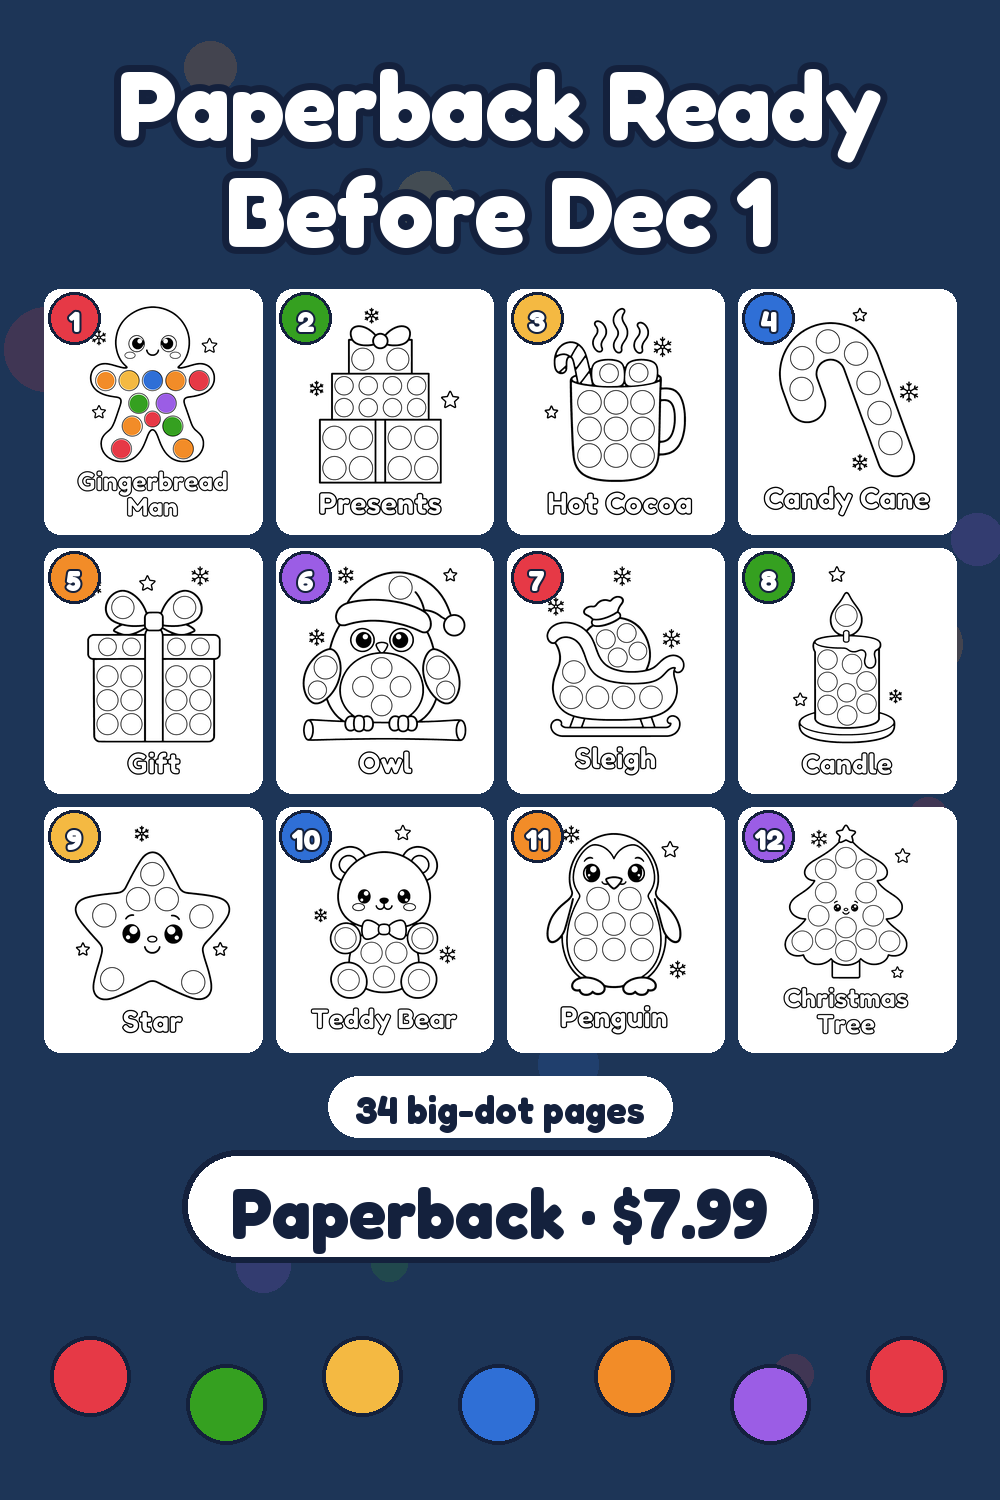 Paperback Ready
Before Dec 1
1
Gingerbread
Man
2
Presents
3
Hot Cocoa
4
Candy Cane
5
Gift
6
Owl
7
Sleigh
8
Candle
9
Star
10
Teddy Bear
11
Penguin
12
Christmas
Tree
34 big-dot pages
Paperback · $7.99